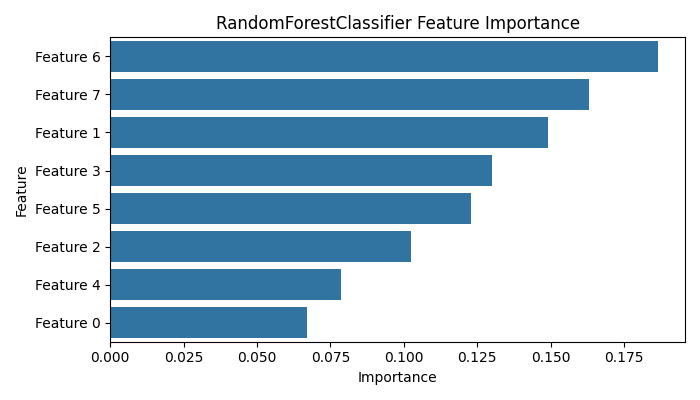 RandomForestClassifier Feature Importance
Feature
Feature 6
Feature 7
Feature 1
Feature 3
Feature 5
Feature 2
Feature 4
Feature 0
0.000 0.025 0.050 0.075 0.100 0.125 0.150 0.175
Importance